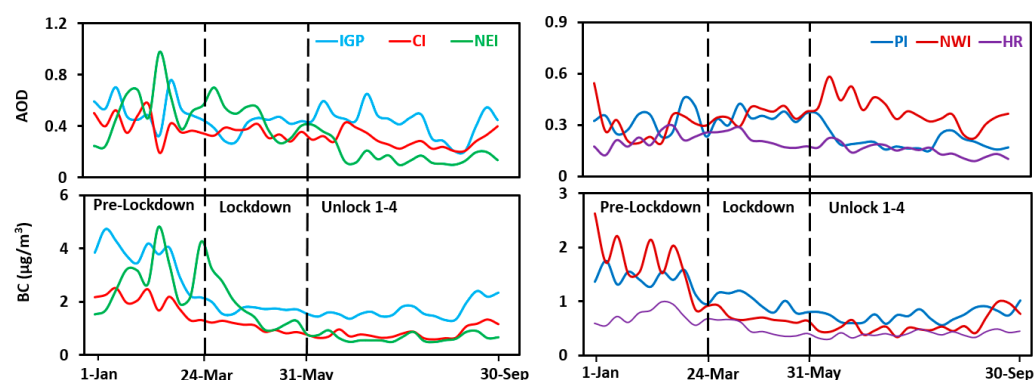 1.2
0.8
0.4
0
AOD
IGP CI NEI
0.9
0.6
0.3
0
PI NWI HR
6
4
2
0
BC (µg/m³)
Pre-Lockdown Lockdown Unlock 1-4
1-Jan 24-Mar 31-May 30-Sep
3
2
1
0
Pre-Lockdown Lockdown Unlock 1-4
1-Jan 24-Mar 31-May 30-Sep